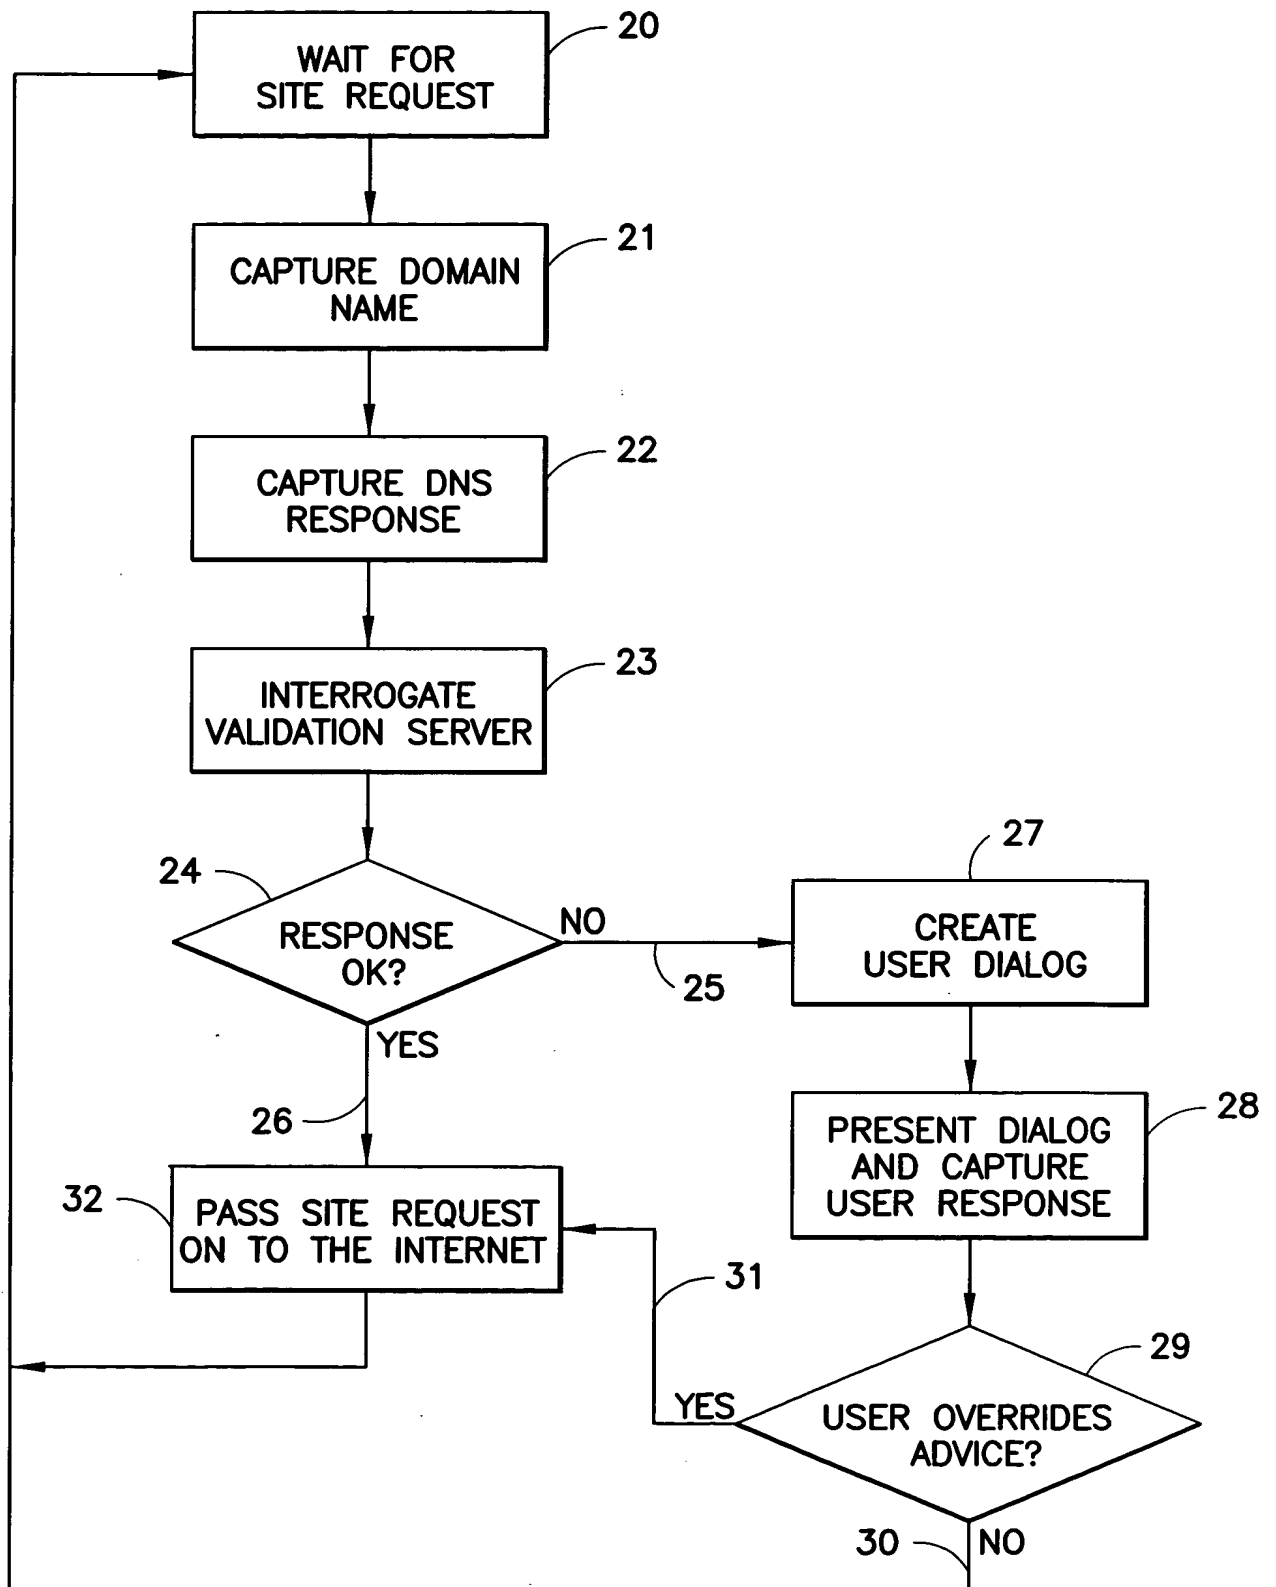 20
WAIT FOR
SITE REQUEST
21
CAPTURE DOMAIN
NAME
22
CAPTURE DNS
RESPONSE
23
INTERROGATE
VALIDATION SERVER
24
RESPONSE
OK?
NO
25
YES
26
27
CREATE
USER DIALOG
28
PRESENT DIALOG
AND CAPTURE
USER RESPONSE
32
PASS SITE REQUEST
ON TO THE INTERNET
31
29
YES
USER OVERRIDES
ADVICE?
30
NO